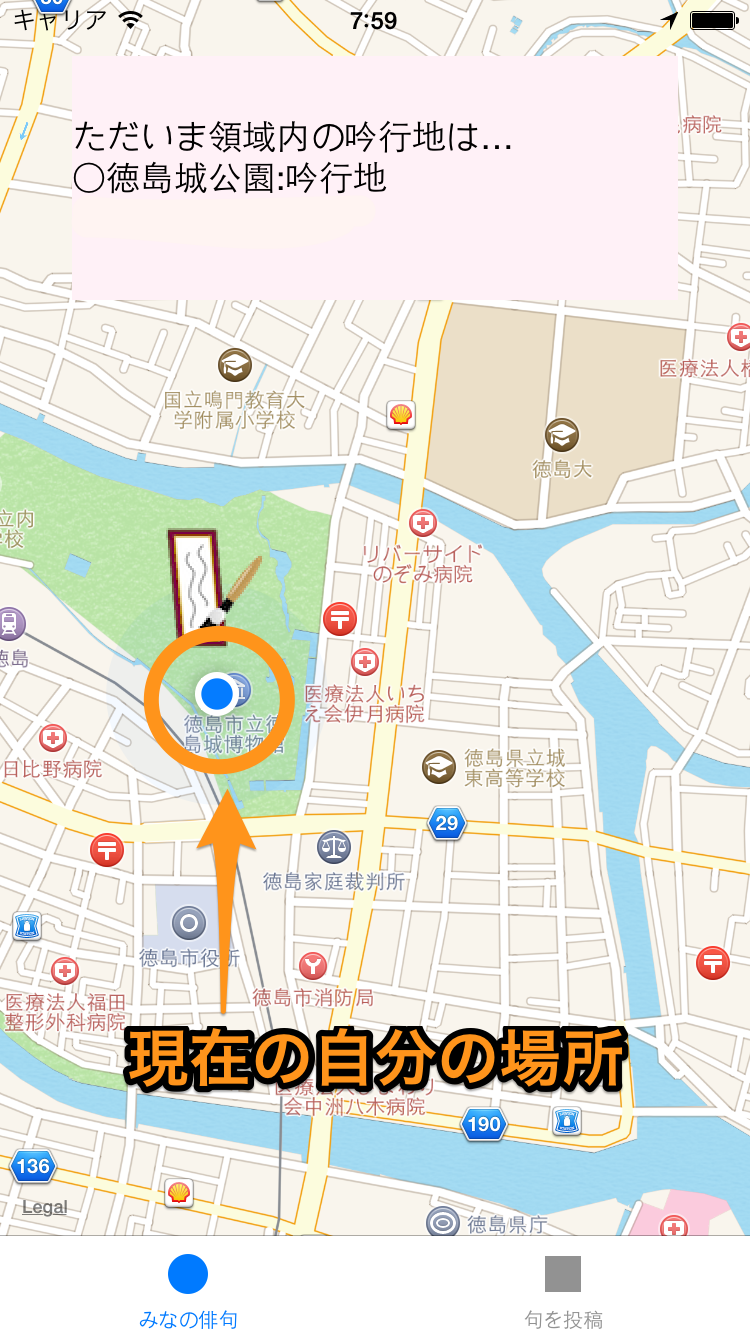 キャリア
7:59
ただいま領域内の吟行地は...
〇徳島城公園:吟行地
病院
医療法人
国立鳴門教育大
学附属小学校
徳島大
立内
学校
リバーサイド
のぞみ病院
徳島
医療法人いち
え会伊月病院
徳島市立徳
島城博物館
日比野病院
徳島県立城
東高等学校
29
徳島家庭裁判所
徳島市役所
徳島市消防局
医療法人福田
整形外科病院
現在の自分の場所
会中洲八木病院
190
136
Legal
徳島県庁
みなの俳句
句を投稿